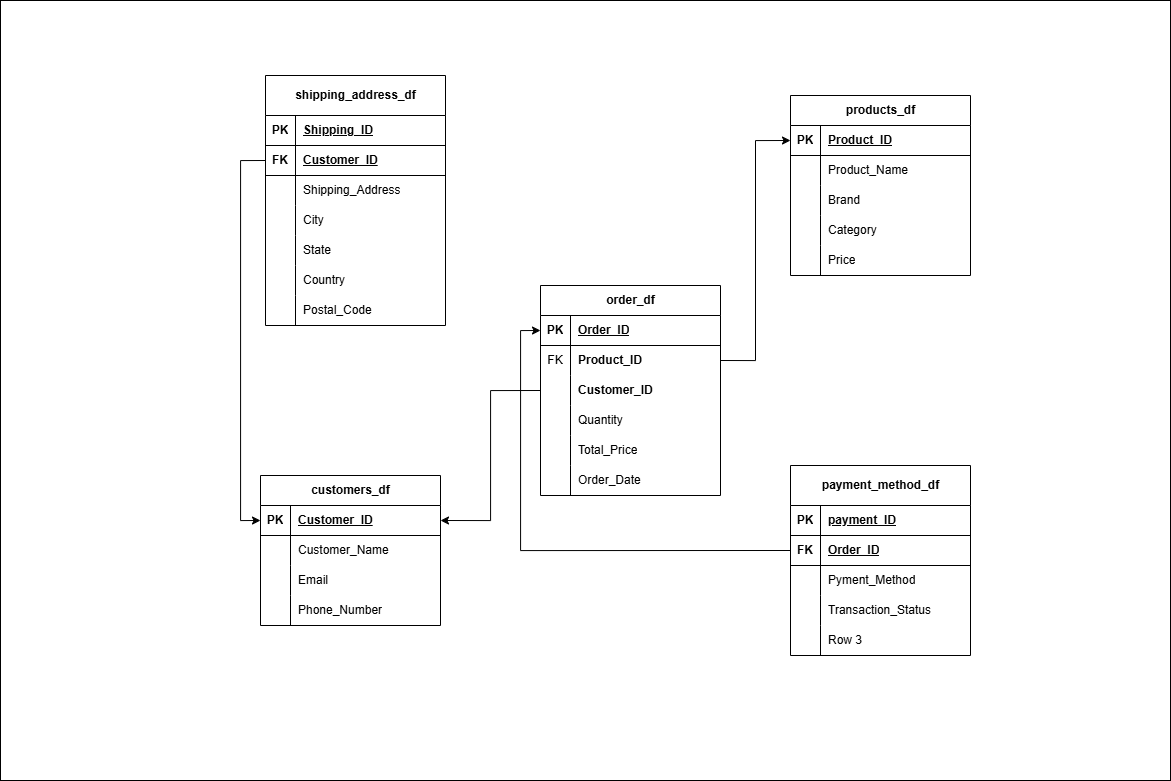 shipping_address_df
PK Shipping_ID
FK Customer_ID
Shipping_Address
City
State
Country
Postal_Code
products_df
PK Product_ID
Product_Name
Brand
Category
Price
order_df
PK Order_ID
FK Product_ID
Customer_ID
Quantity
Total_Price
Order_Date
customers_df
PK Customer_ID
Customer_Name
Email
Phone_Number
payment_method_df
PK payment_ID
FK Order_ID
Pyment_Method
Transaction_Status
Row 3